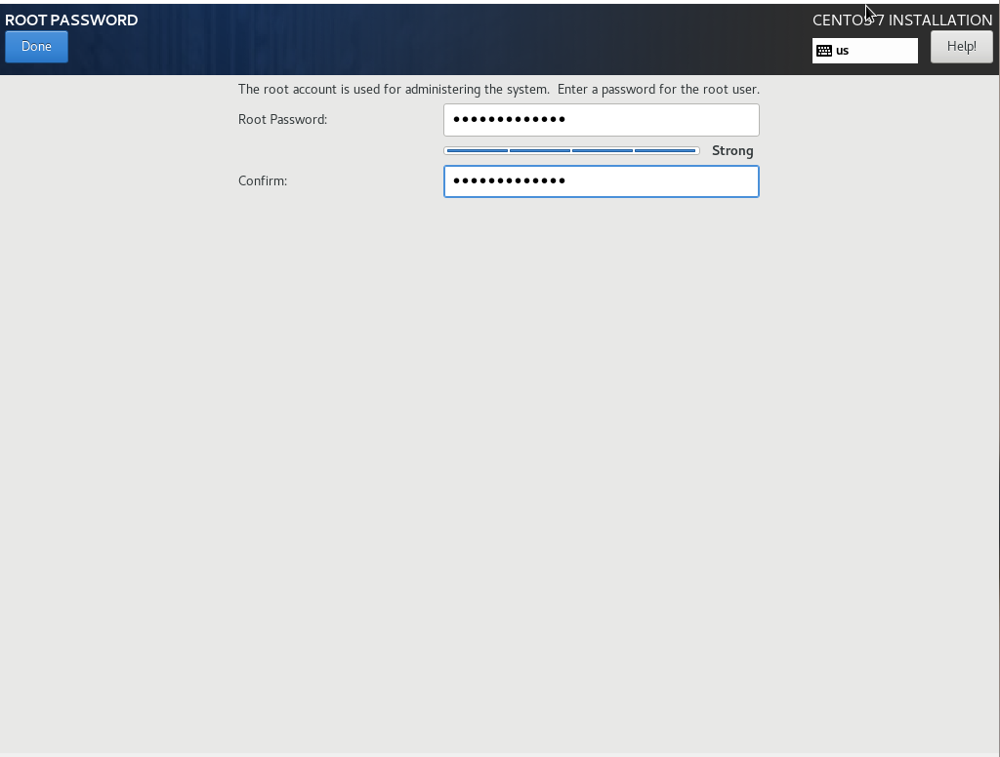 ROOT PASSWORD
CENTOS 7 INSTALLATION
Done
us
Help!
The root account is used for administering the system.  Enter a password for the root user.
Root Password:
●●●●●●●●●●●●●
Strong
Confirm:
●●●●●●●●●●●●●